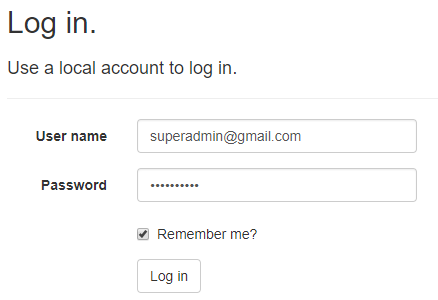 Log in.
Use a local account to log in.
User name superadmin@gmail.com
Password ••••••••••
Remember me?
Log in